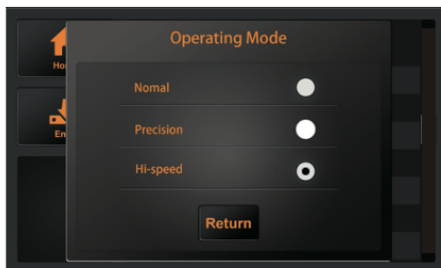 Operating Mode
Nomal
Precision
Hi-speed
Return